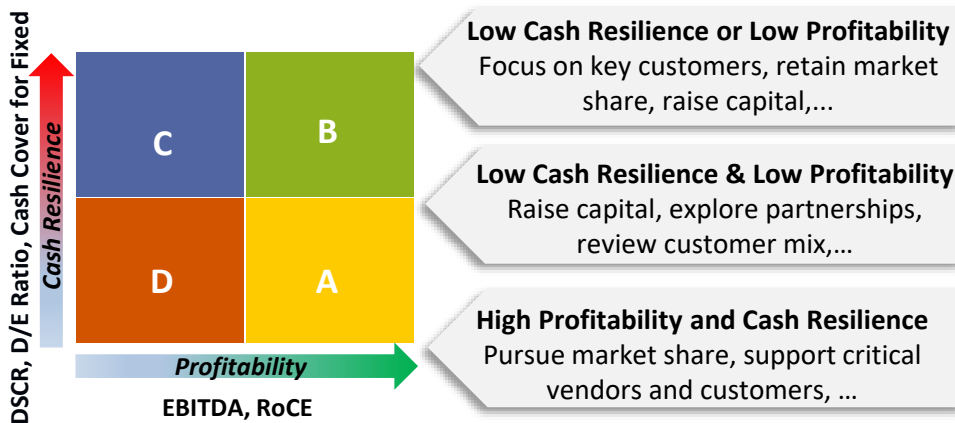 DSCR, D/E Ratio, Cash Cover for Fixed
Cash Resilience
C
B
D
A
Profitability
EBITDA, RoCE
Low Cash Resilience or Low Profitability
Focus on key customers, retain market
share, raise capital,...
Low Cash Resilience & Low Profitability
Raise capital, explore partnerships,
review customer mix,...
High Profitability and Cash Resilience
Pursue market share, support critical
vendors and customers, ...